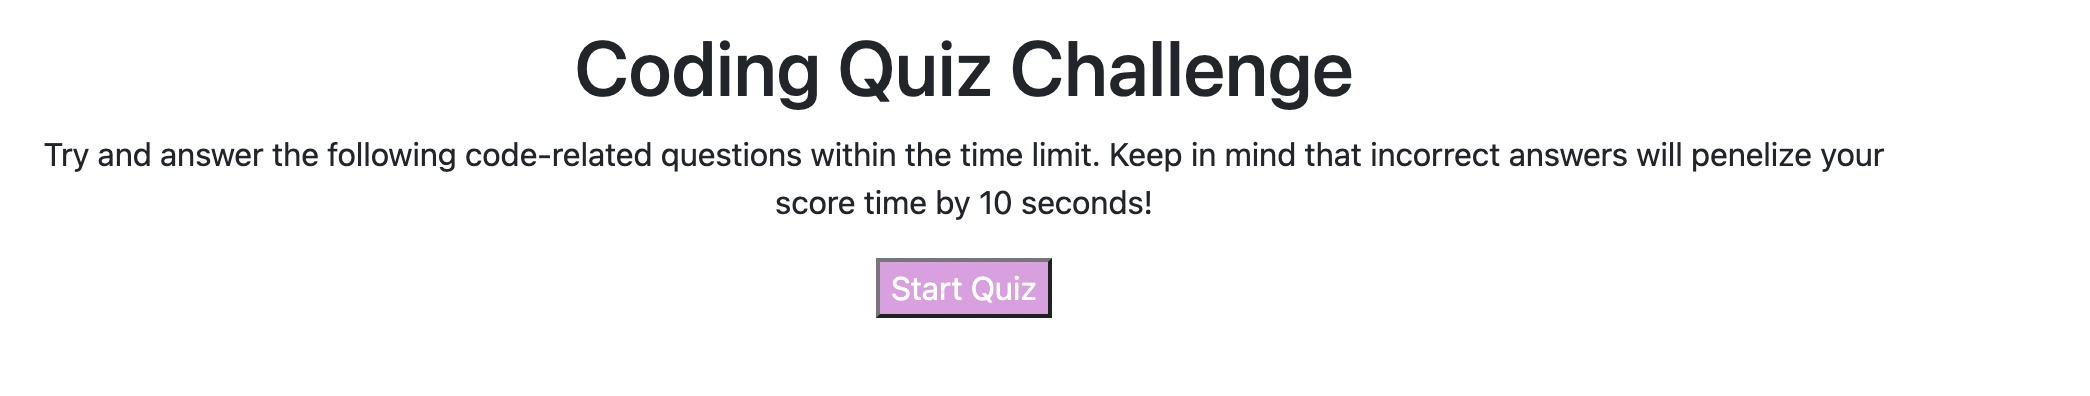 Coding Quiz Challenge
Try and answer the following code-related questions within the time limit. Keep in mind that incorrect answers will penelize your
score time by 10 seconds!
Start Quiz